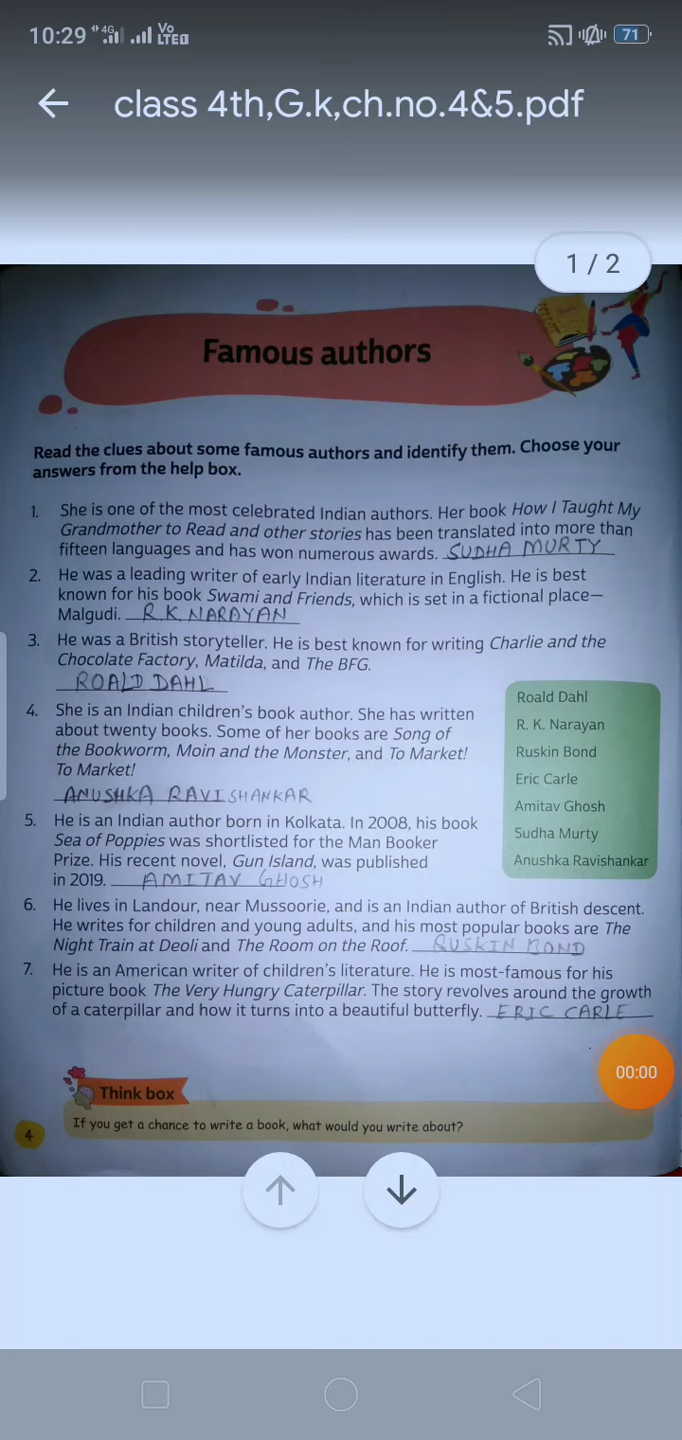 10:29 4G Vo LTE 71
class 4th,G.k,ch.no.4&5.pdf
1 / 2
Famous authors
Read the clues about some famous authors and identify them. Choose your
answers from the help box.
1. She is one of the most celebrated Indian authors. Her book How I Taught My
Grandmother to Read and other stories has been translated into more than
fifteen languages and has won numerous awards. SUDHA MURTY
2. He was a leading writer of early Indian literature in English. He is best
known for his book Swami and Friends, which is set in a fictional place—
Malgudi. R.K NARAYAN
3. He was a British storyteller. He is best known for writing Charlie and the
Chocolate Factory, Matilda, and The BFG.
ROALD DAHL
4. She is an Indian children's book author. She has written
about twenty books. Some of her books are Song of
the Bookworm, Moin and the Monster, and To Market!
To Market!
ANUSHKA RAVISHANKAR
5. He is an Indian author born in Kolkata. In 2008, his book
Sea of Poppies was shortlisted for the Man Booker
Prize. His recent novel, Gun Island, was published
in 2019. AMITAV GHOSH
Roald Dahl
R. K. Narayan
Ruskin Bond
Eric Carle
Amitav Ghosh
Sudha Murty
Anushka Ravishankar
6. He lives in Landour, near Mussoorie, and is an Indian author of British descent.
He writes for children and young adults, and his most popular books are The
Night Train at Deoli and The Room on the Roof. RUSKIN BOND
7. He is an American writer of children's literature. He is most-famous for his
picture book The Very Hungry Caterpillar. The story revolves around the growth
of a caterpillar and how it turns into a beautiful butterfly. ERIC CARLE
00:00
Think box
If you get a chance to write a book, what would you write about?
4